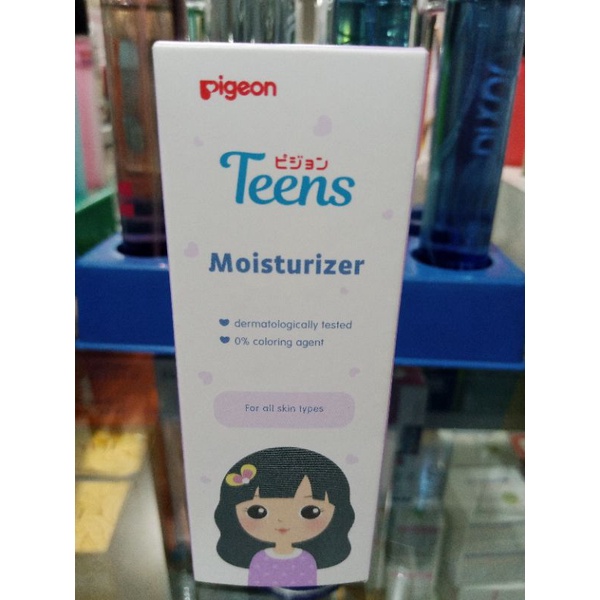 Pigeon
ピジョン
Teens
Moisturizer
dermatologically tested
0% coloring agent
For all skin types